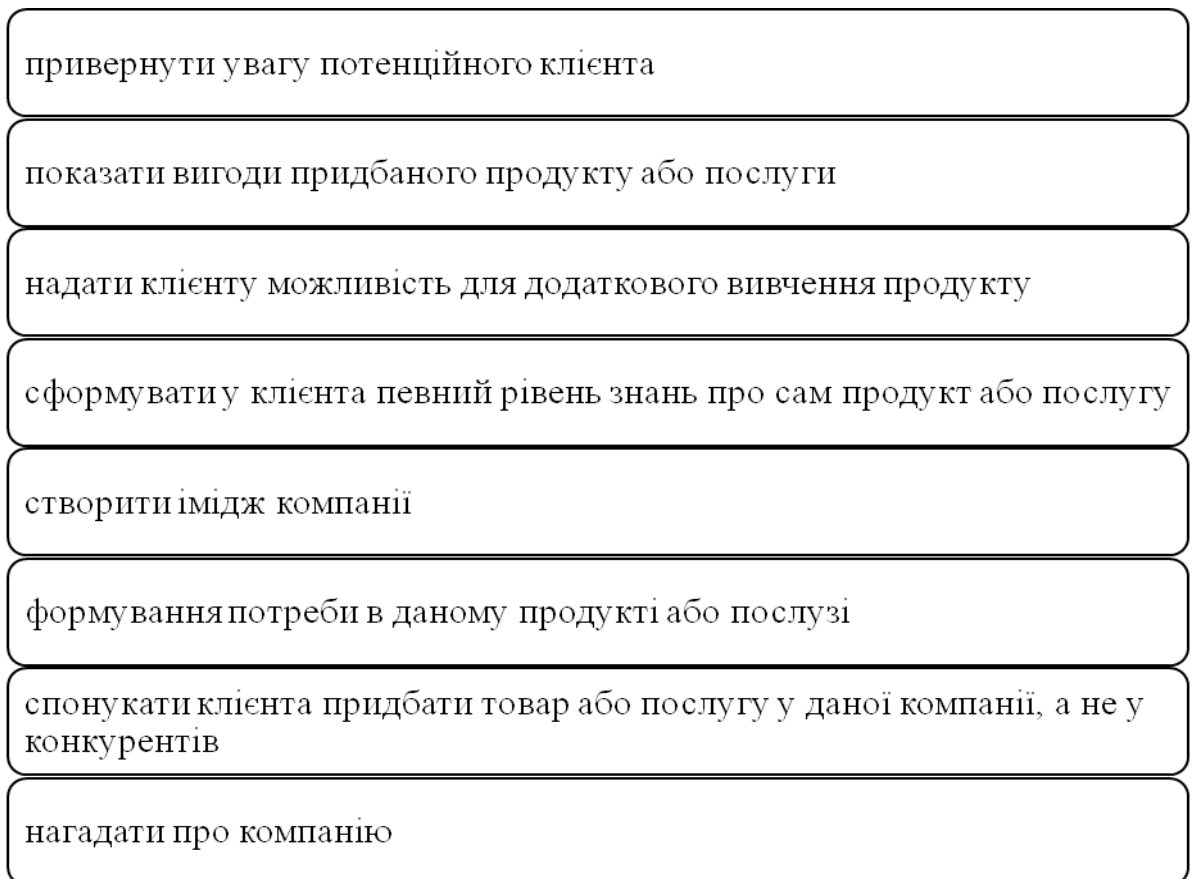 привернути увагу потенційного клієнта
показати вигоди придбаного продукту або послуги
надати клієнту можливість для додаткового вивчення продукту
сформувати у клієнта певний рівень знань про сам продукт або послугу
створити імідж компанії
формування потреби в даному продукті або послузі
спонукати клієнта придбати товар або послугу у даної компанії, а не у
конкурентів
нагадати про компанію